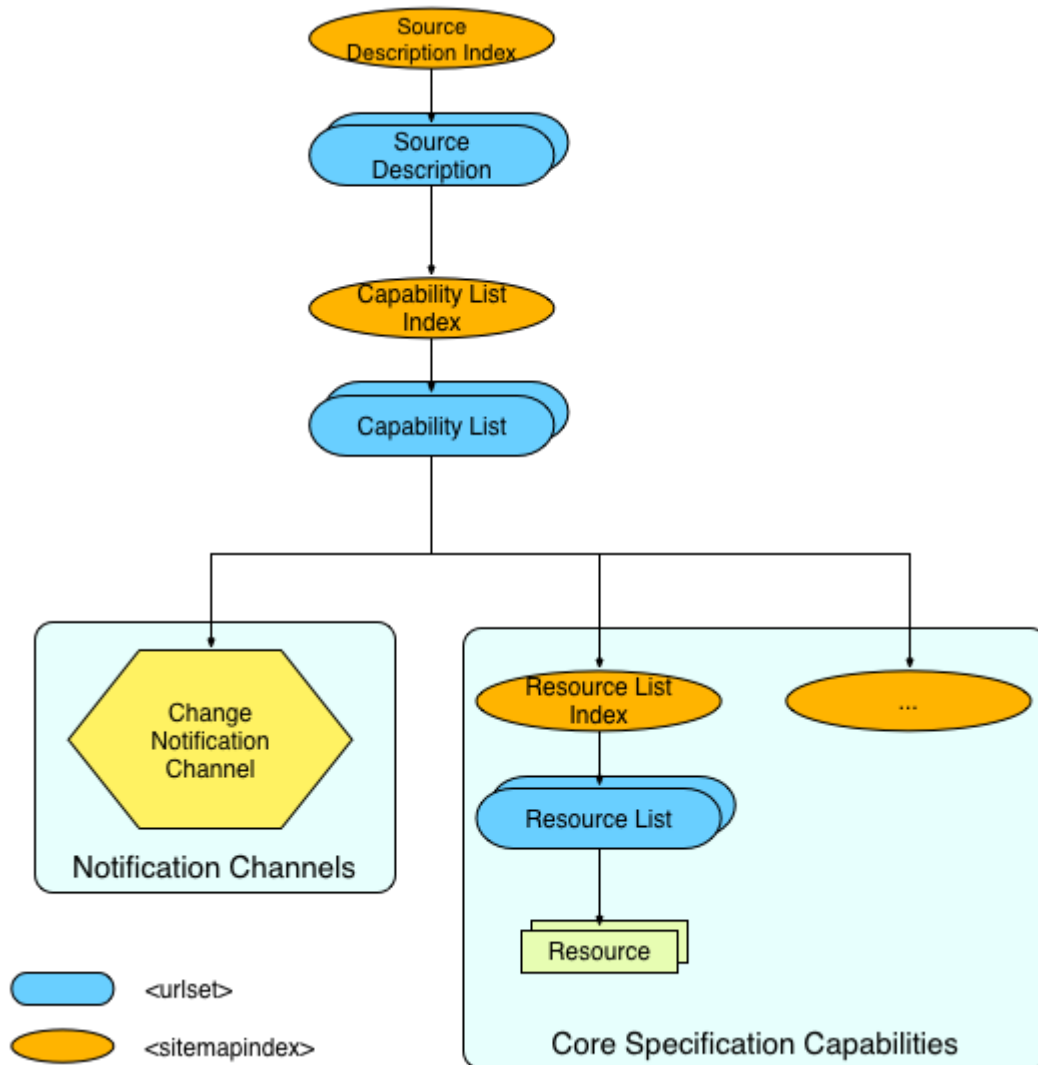 Source
Description Index
Source
Description
Capability List
Index
Capability List
Change
Notification
Channel
Notification Channels
Resource List
Index
...
Resource List
Resource
Core Specification Capabilities
<urlset>
<sitemapindex>